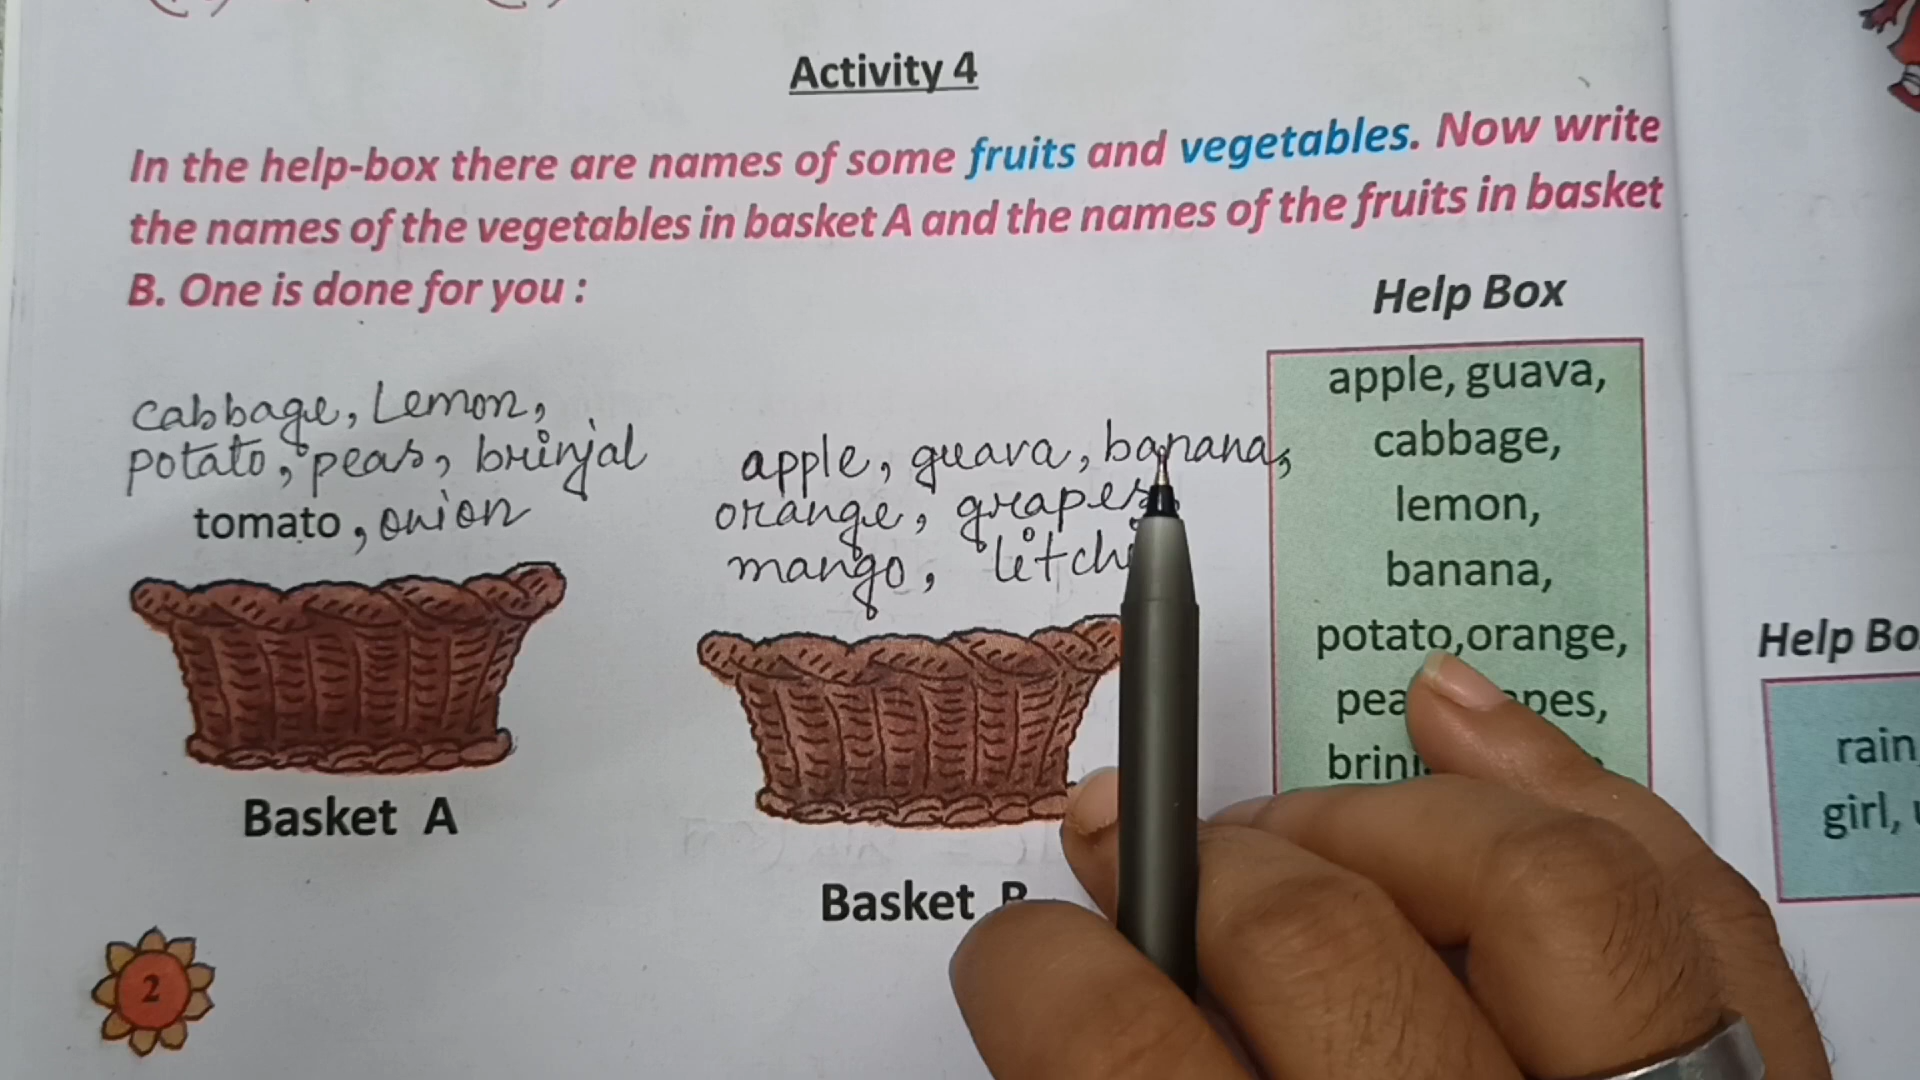 Activity 4
In the help-box there are names of some fruits and vegetables. Now write
the names of the vegetables in basket A and the names of the fruits in basket
B. One is done for you :
Help Box
cabbage, Lemon,
potato, peas, brinjal
tomato, onion
apple, guava, banana,
orange, grapes
mango, litchi
apple, guava,
cabbage,
lemon,
banana,
potato,orange,
Basket A
Basket B
2
Help Bo
rain,
girl,